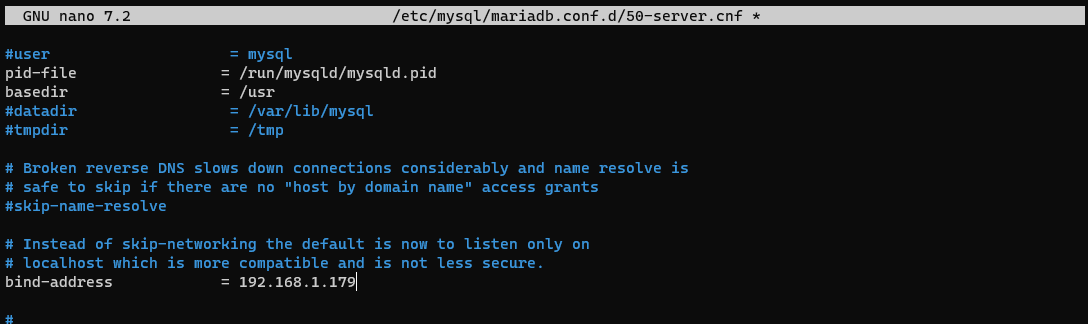 GNU nano 7.2 /etc/mysql/mariadb.conf.d/50-server.cnf *
#user = mysql
pid-file = /run/mysqld/mysqld.pid
basedir = /usr
#datadir = /var/lib/mysql
#tmpdir = /tmp
# Broken reverse DNS slows down connections considerably and name resolve is
# safe to skip if there are no "host by domain name" access grants
#skip-name-resolve
# Instead of skip-networking the default is now to listen only on
# localhost which is more compatible and is not less secure.
bind-address = 192.168.1.179
#